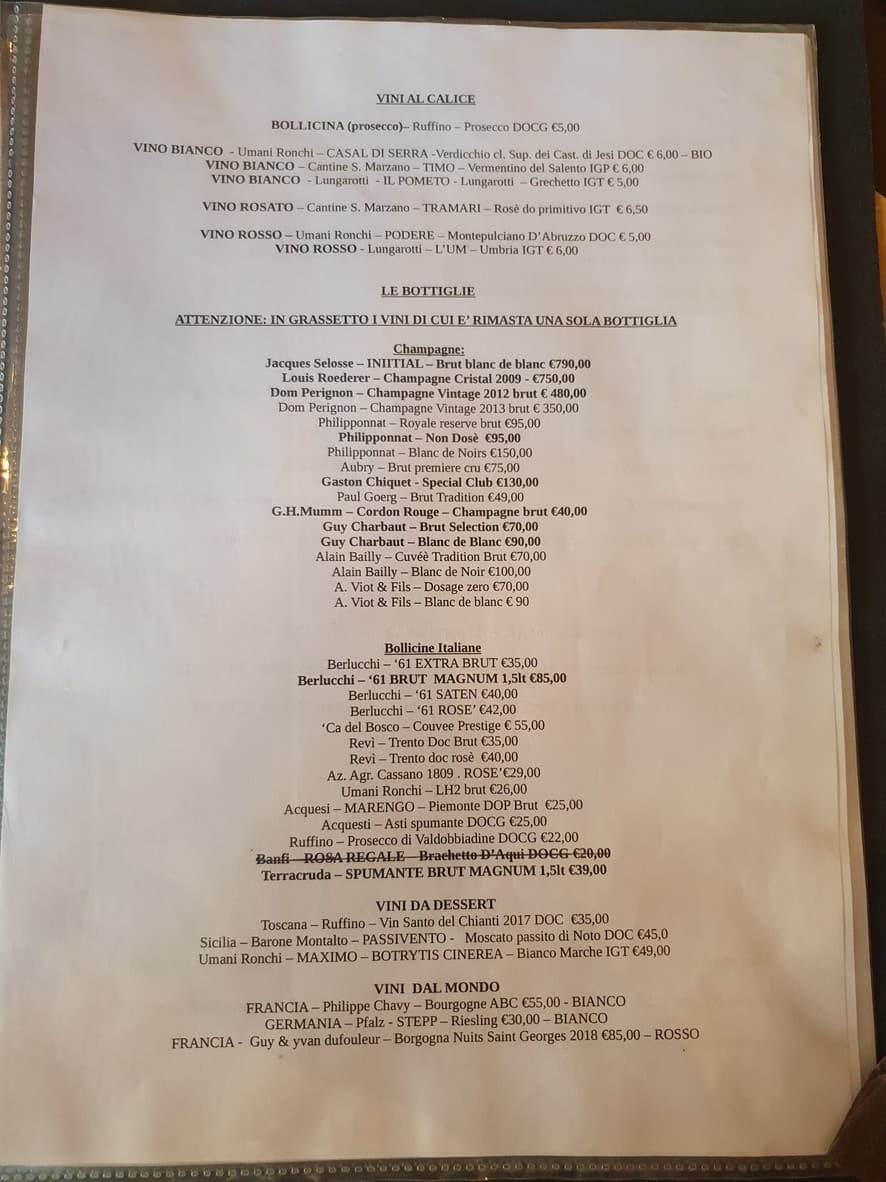 VINI AL CALICE
BOLLICINA (prosecco)– Ruffino – Prosecco DOCG €5,00
VINO BIANCO - Umani Ronchi – CASAL DI SERRA -Verdicchio cl. Sup. dei Cast. di Jesi DOC € 6,00 – BIO
VINO BIANCO – Cantine S. Marzano – TIMO – Vermentino del Salento IGP € 6,00
VINO BIANCO - Lungarotti - IL POMETO - Lungarotti – Grechetto IGT € 5,00
VINO ROSATO – Cantine S. Marzano – TRAMARI – Rosè do primitivo IGT € 6,50
VINO ROSSO – Umani Ronchi – PODERE – Montepulciano D'Abruzzo DOC € 5,00
VINO ROSSO - Lungarotti – L'UM – Umbria IGT € 6,00
LE BOTTIGLIE
ATTENZIONE: IN GRASSETTO I VINI DI CUI E' RIMASTA UNA SOLA BOTTIGLIA
Champagne:
Jacques Selosse – INIITIAL – Brut blanc de blanc €790,00
Louis Roederer – Champagne Cristal 2009 - €750,00
Dom Perignon – Champagne Vintage 2012 brut € 480,00
Dom Perignon – Champagne Vintage 2013 brut € 350,00
Philipponnat – Royale reserve brut €95,00
Philipponnat – Non Dosè €95,00
Philipponnat – Blanc de Noirs €150,00
Aubry – Brut premiere cru €75,00
Gaston Chiquet - Special Club €130,00
Paul Goerg – Brut Tradition €49,00
G.H.Mumm – Cordon Rouge – Champagne brut €40,00
Guy Charbaut – Brut Selection €70,00
Guy Charbaut – Blanc de Blanc €90,00
Alain Bailly – Cuvéè Tradition Brut €70,00
Alain Bailly – Blanc de Noir €100,00
A. Viot & Fils – Dosage zero €70,00
A. Viot & Fils – Blanc de blanc € 90
Bollicine Italiane
Berlucchi – '61 EXTRA BRUT €35,00
Berlucchi – '61 BRUT MAGNUM 1,5lt €85,00
Berlucchi – '61 SATEN €40,00
Berlucchi – '61 ROSE' €42,00
'Ca del Bosco – Couvee Prestige € 55,00
Revì – Trento Doc Brut €35,00
Revì – Trento doc rosè €40,00
Az. Agr. Cassano 1809 . ROSE'€29,00
Umani Ronchi – LH2 brut €26,00
Acquesi – MARENGO – Piemonte DOP Brut €25,00
Acquesti – Asti spumante DOCG €25,00
Ruffino – Prosecco di Valdobbiadine DOCG €22,00
Banfi – ROSA REGALE – Brachetto D'Aqui DOCG €20,00
Terracruda – SPUMANTE BRUT MAGNUM 1,5lt €39,00
VINI DA DESSERT
Toscana – Ruffino – Vin Santo del Chianti 2017 DOC €35,00
Sicilia – Barone Montalto – PASSIVENTO - Moscato passito di Noto DOC €45,0
Umani Ronchi – MAXIMO – BOTRYTIS CINEREA – Bianco Marche IGT €49,00
VINI DAL MONDO
FRANCIA – Philippe Chavy – Bourgogne ABC €55,00 - BIANCO
GERMANIA – Pfalz - STEPP – Riesling €30,00 – BIANCO
FRANCIA - Guy & yvan dufouleur – Borgogna Nuits Saint Georges 2018 €85,00 – ROSSO